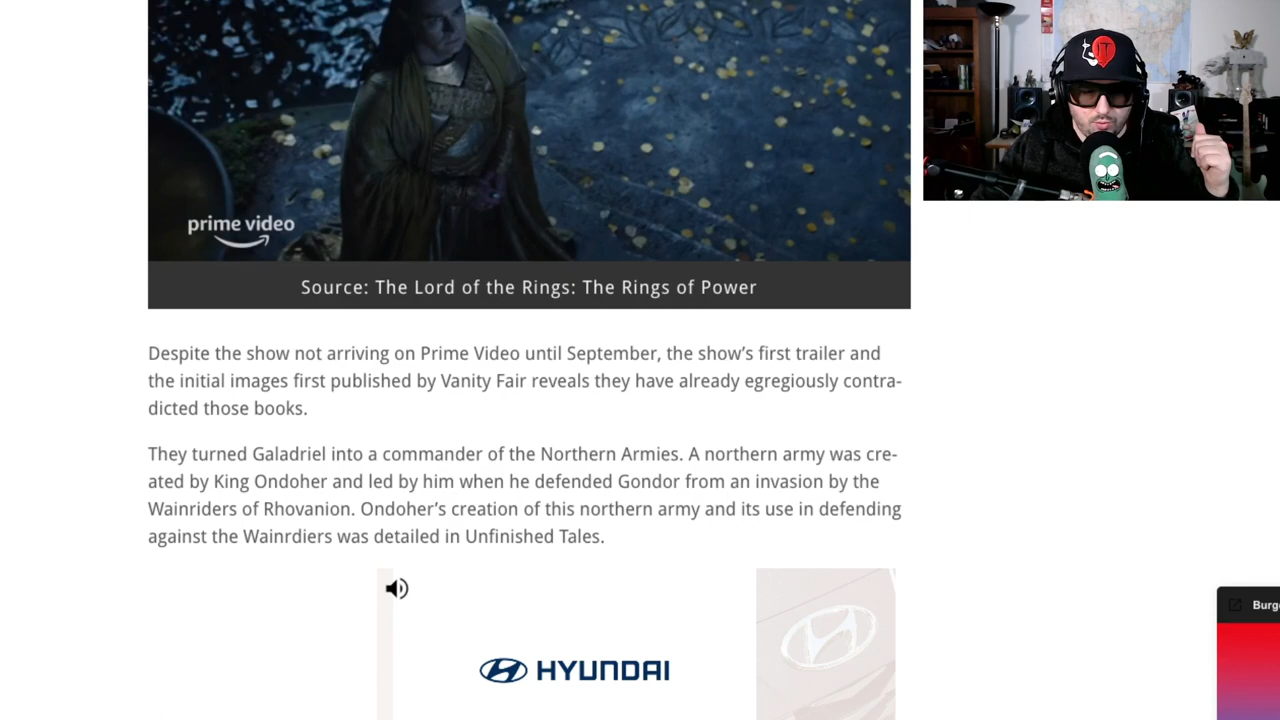 prime video
Source: The Lord of the Rings: The Rings of Power
Despite the show not arriving on Prime Video until September, the show’s first trailer and
the initial images first published by Vanity Fair reveals they have already egregiously contra-
dicted those books.
They turned Galadriel into a commander of the Northern Armies. A northern army was cre-
ated by King Ondoher and led by him when he defended Gondor from an invasion by the
Wainriders of Rhovanion. Ondoher’s creation of this northern army and its use in defending
against the Wainrdiers was detailed in Unfinished Tales.
HYUNDAI